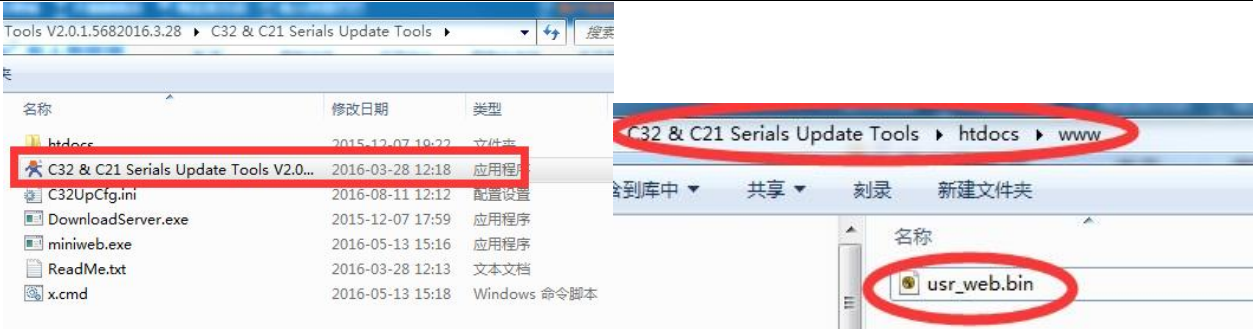 Tools V2.0.1.5682016.3.28 ▸ C32 & C21 Serials Update Tools ▸ 搜索
夹
名称 修改日期 类型
htdocs 2015-12-07 19:22 文件夹
C32 & C21 Serials Update Tools V2.0... 2016-03-28 12:18 应用程序
C32UpCfg.ini 2016-08-11 12:12 配置设置
DownloadServer.exe 2015-12-07 17:59 应用程序
miniweb.exe 2016-05-13 15:16 应用程序
ReadMe.txt 2016-03-28 12:13 文本文档
x.cmd 2016-05-13 15:18 Windows 命令脚本
C32 & C21 Serials Update Tools ▸ htdocs ▸ www
含到库中 ▼ 共享 ▼ 刻录 新建文件夹
名称
usr_web.bin